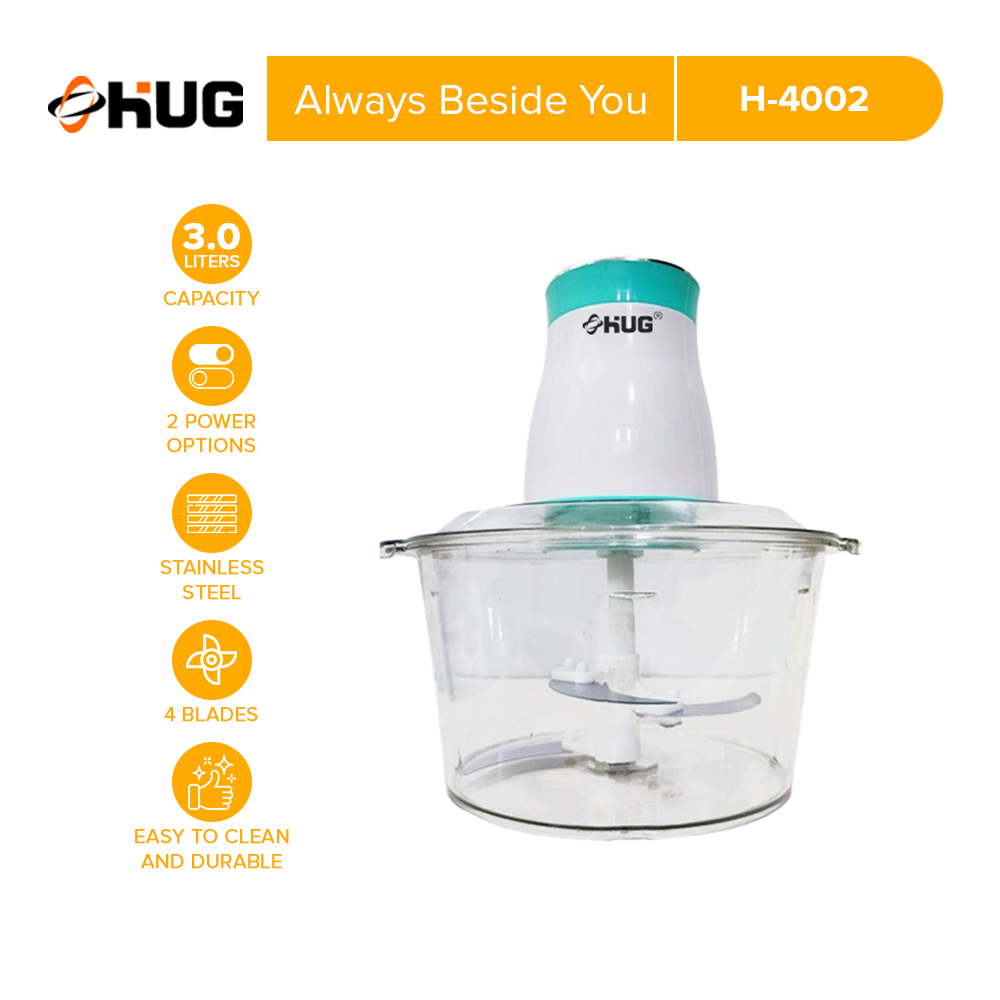 HUG
Always Beside You
H-4002
3.0
LITERS
CAPACITY
HUG®
2 POWER
OPTIONS
STAINLESS
STEEL
4 BLADES
EASY TO CLEAN
AND DURABLE